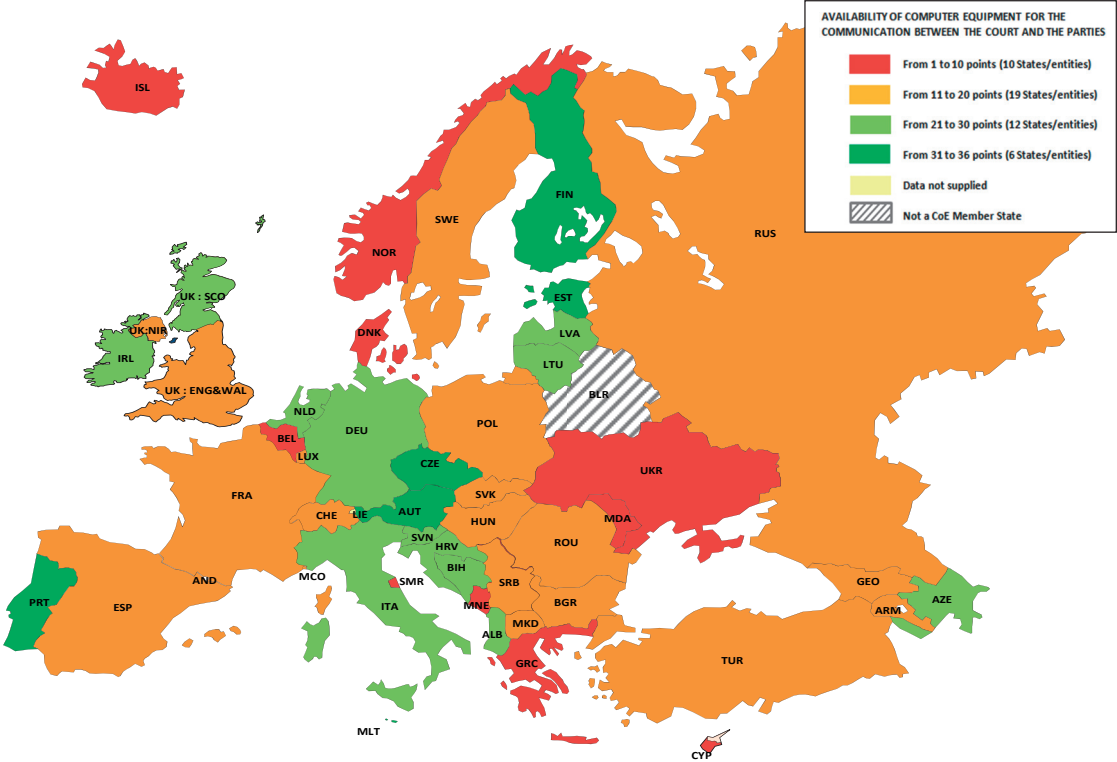 AVAILABILITY OF COMPUTER EQUIPMENT FOR THE
COMMUNICATION BETWEEN THE COURT AND THE PARTIES
From 1 to 10 points (10 States/entities)
From 11 to 20 points (19 States/entities)
From 21 to 30 points (12 States/entities)
From 31 to 36 points (6 States/entities)
Data not supplied
Not a CoE Member State
ISL
FIN
SWE
RUS
NOR
UK : SCO
EST
UK:NIR
DNK
LVA
IRL
LTU
UK : ENG&WAL
BLR
NLD
POL
DEU
BEL
LUX
CZE
UKR
FRA
SVK
CHE
LIE
AUT
HUN
MDA
SVN
HRV
ROU
BIH
MCO
AND
SMR
SRB
GEO
PRT
ESP
ITA
MNE
BGR
AZE
ARM
MKD
ALB
GRC
TUR
MLT
CYP